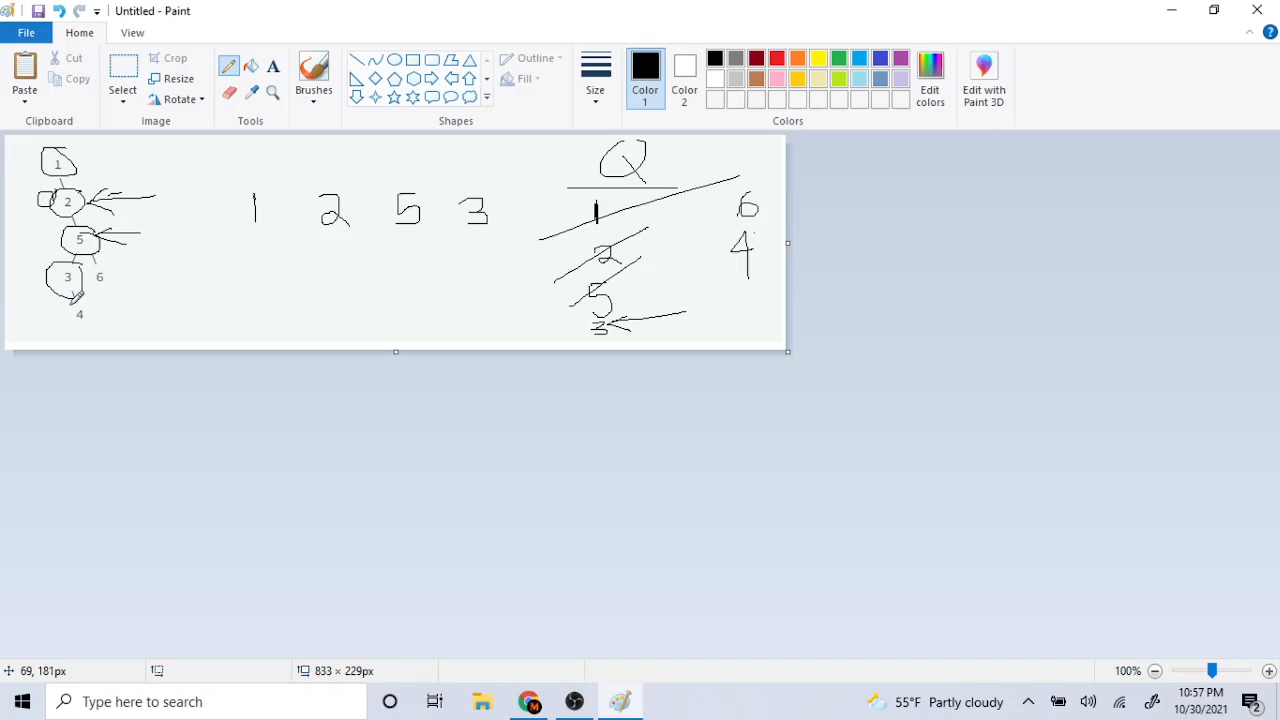 Untitled - Paint
File
Home
View
Paste
Cut
Copy
Clipboard
Select
Crop
Resize
Rotate
Image
A
Tools
Brushes
Outline
Fill
Shapes
Size
Color 1
Color 2
Edit colors
Edit with Paint 3D
Colors
1
2
5
3 6
4
1 2 5 3
Q
1
2
5
3
6
4
69, 181px
833 × 229px
100%
Type here to search
55°F Partly cloudy
10:57 PM
10/30/2021
2